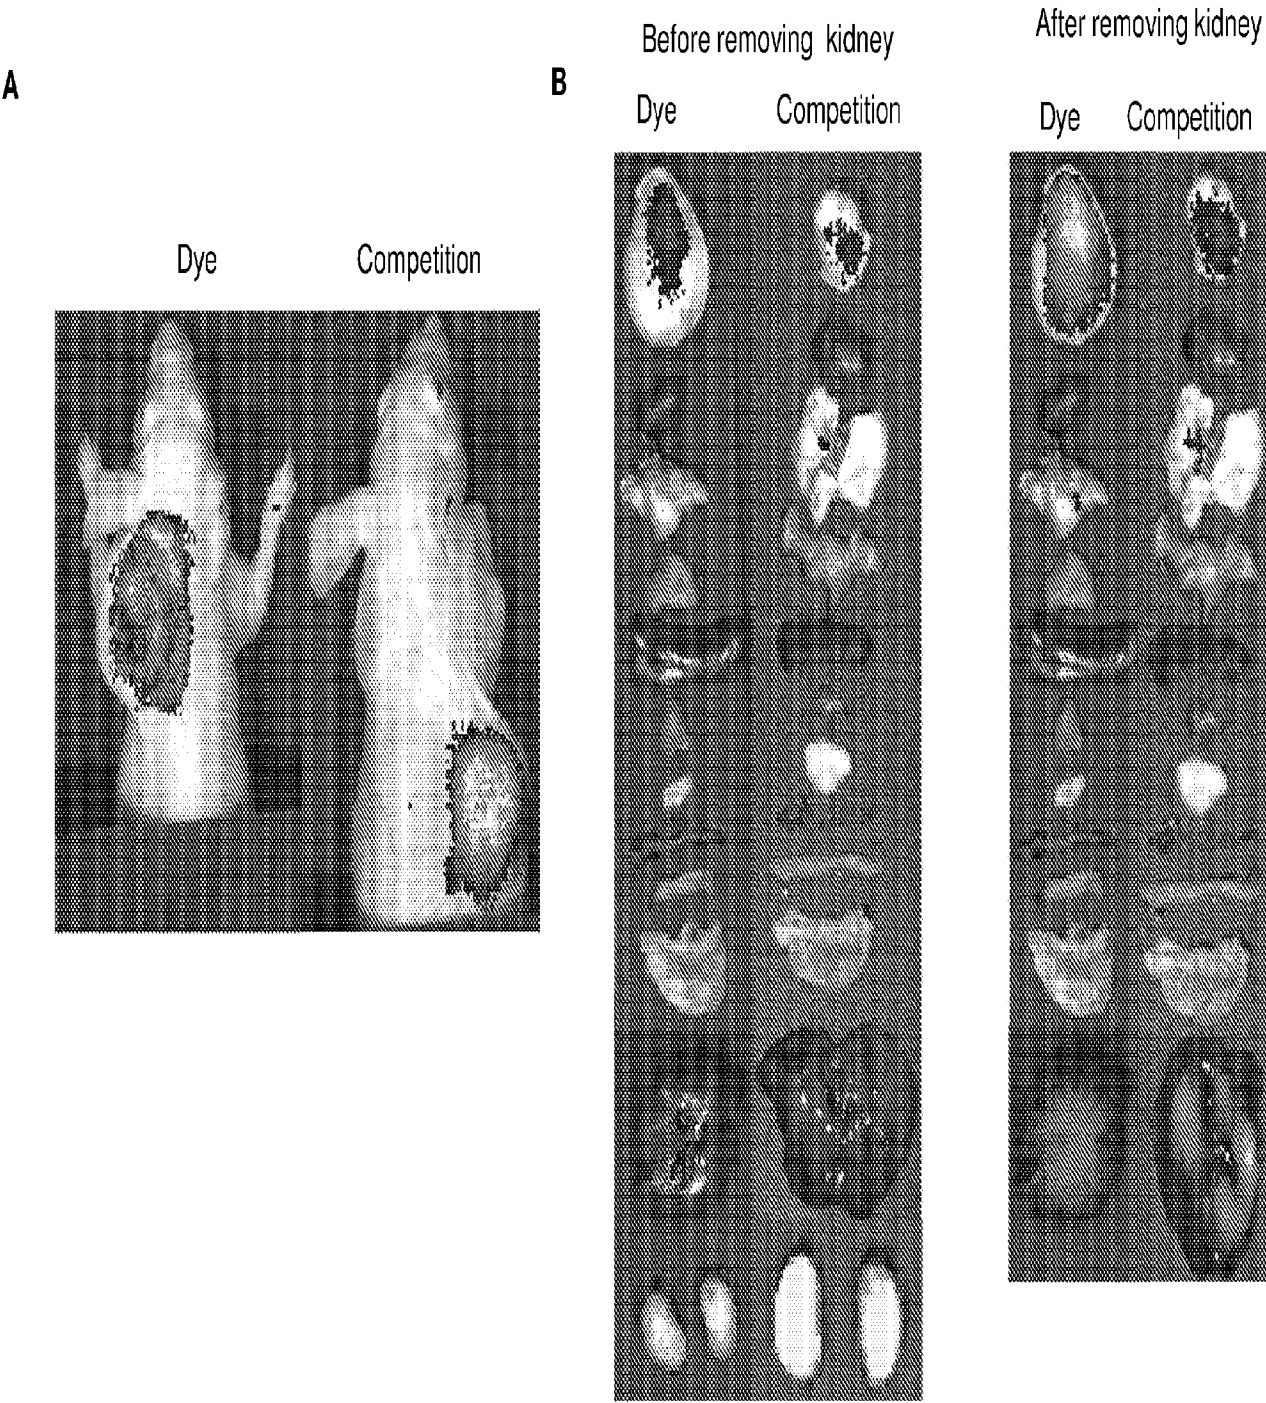 A
Dye Competition
B
Before removing kidney
Dye Competition
After removing kidney
Dye Competition